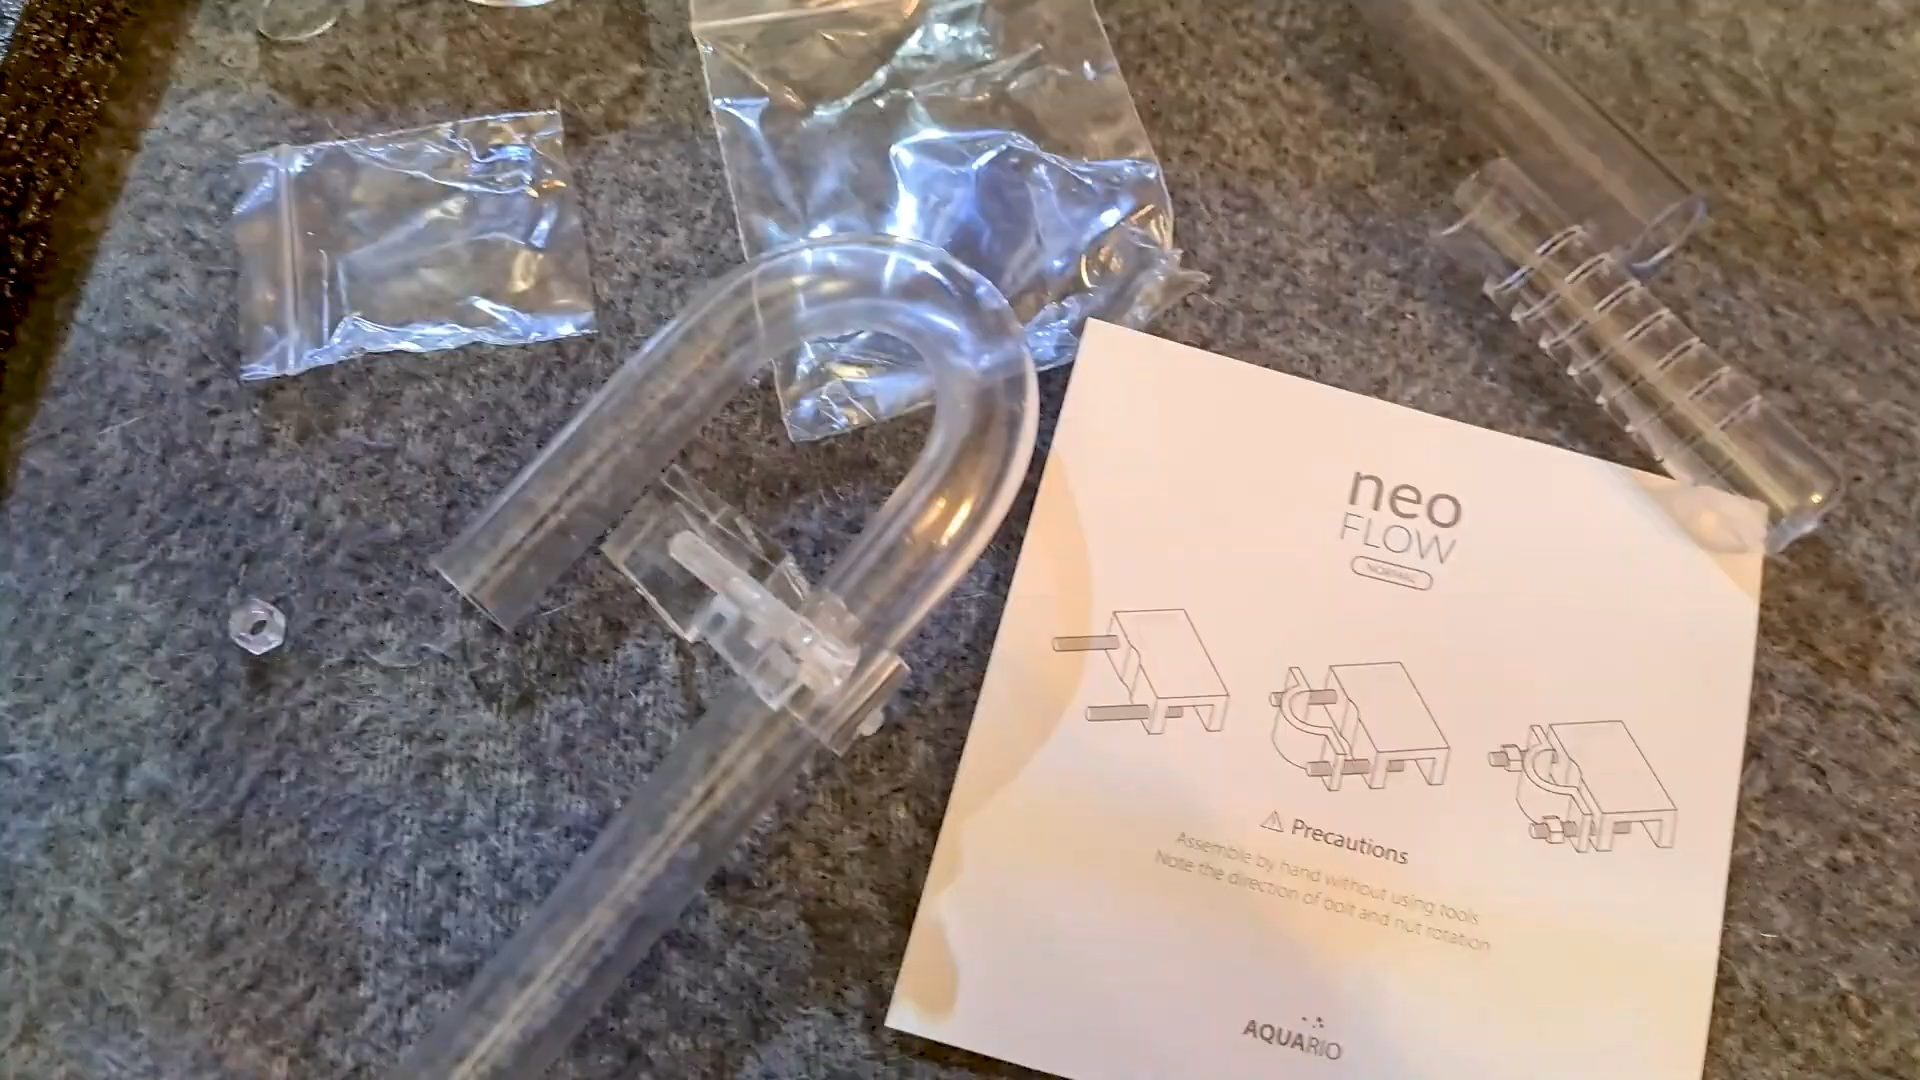 neo
FLOW
NORMAL
⚠ Precautions
Assemble by hand without using tools
Note the direction of bolt and nut rotation
AQUARIO